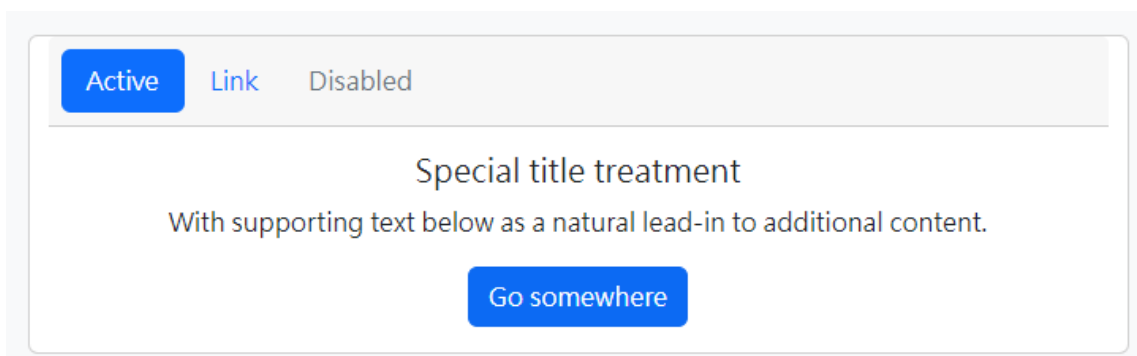 Active Link Disabled
Special title treatment
With supporting text below as a natural lead-in to additional content.
Go somewhere